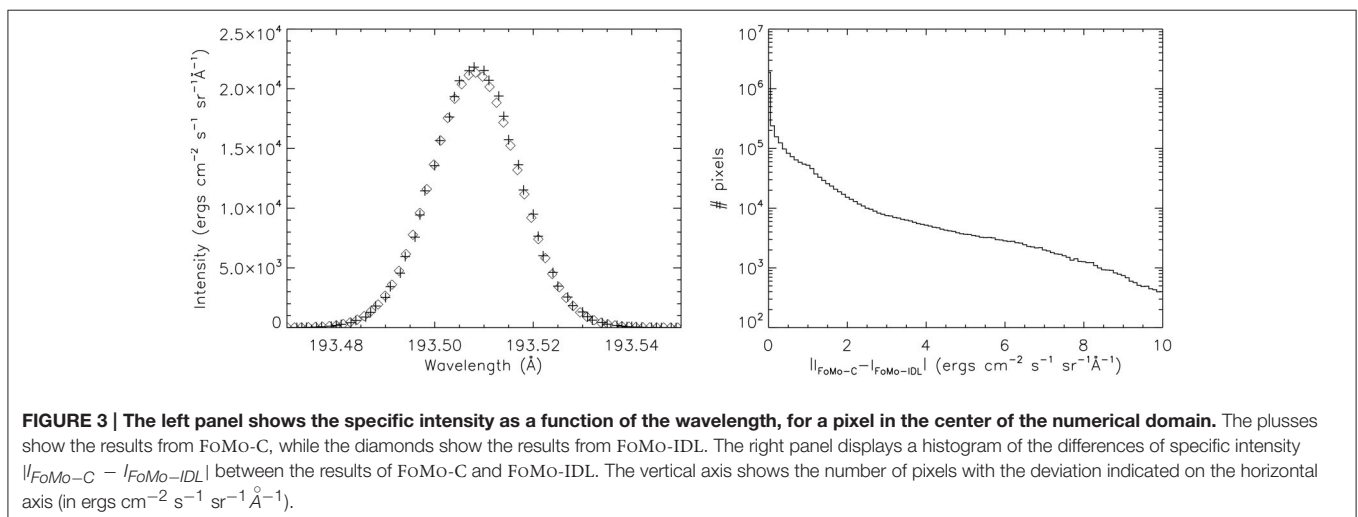 2.5×10⁴
2.0×10⁴
1.5×10⁴
1.0×10⁴
5.0×10³
0
Intensity (ergs cm⁻² s⁻¹ sr⁻¹Å⁻¹)
193.48 193.50 193.52 193.54
Wavelength (Å)
10⁷
10⁶
10⁵
10⁴
10³
10²
# pixels
0 2 4 6 8 10
|I_FoMo-C−I_FoMo-IDL| (ergs cm⁻² s⁻¹ sr⁻¹Å⁻¹)
FIGURE 3 | The left panel shows the specific intensity as a function of the wavelength, for a pixel in the center of the numerical domain. The plusses
show the results from FOMO-C, while the diamonds show the results from FOMO-IDL. The right panel displays a histogram of the differences of specific intensity
|I_FoMo−C − I_FoMo−IDL| between the results of FOMO-C and FOMO-IDL. The vertical axis shows the number of pixels with the deviation indicated on the horizontal
axis (in ergs cm⁻² s⁻¹ sr⁻¹ Å⁻¹).